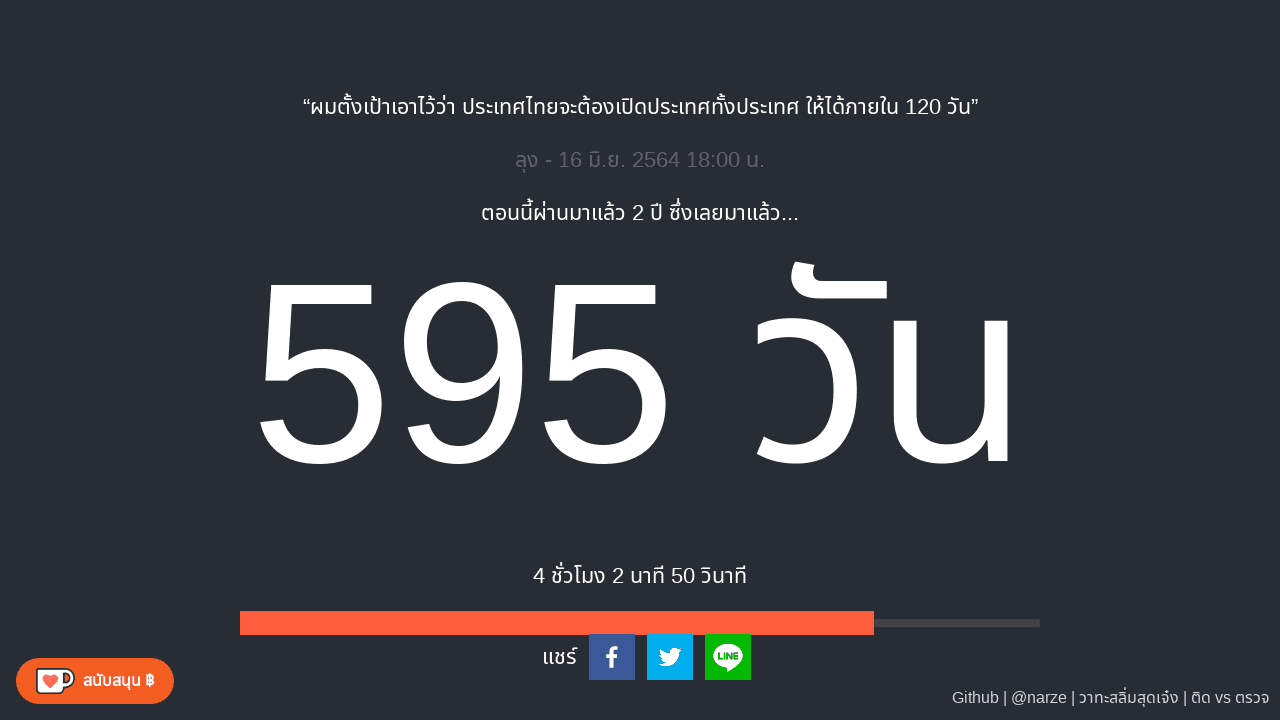 “ผมตั้งเป้าเอาไว้ว่า ประเทศไทยจะต้องเปิดประเทศทั้งประเทศ ให้ได้ภายใน 120 วัน”
ลุง - 16 มิ.ย. 2564 18:00 น.
ตอนนี้ผ่านมาแล้ว 2 ปี ซึ่งเลยมาแล้ว...
595 วัน
4 ชั่วโมง 2 นาที 50 วินาที
แชร์
LINE
สนับสนุน ฿
Github | @narze | วาทะสลิ่มสุดเจ๋ง | ติด vs ตรวจ